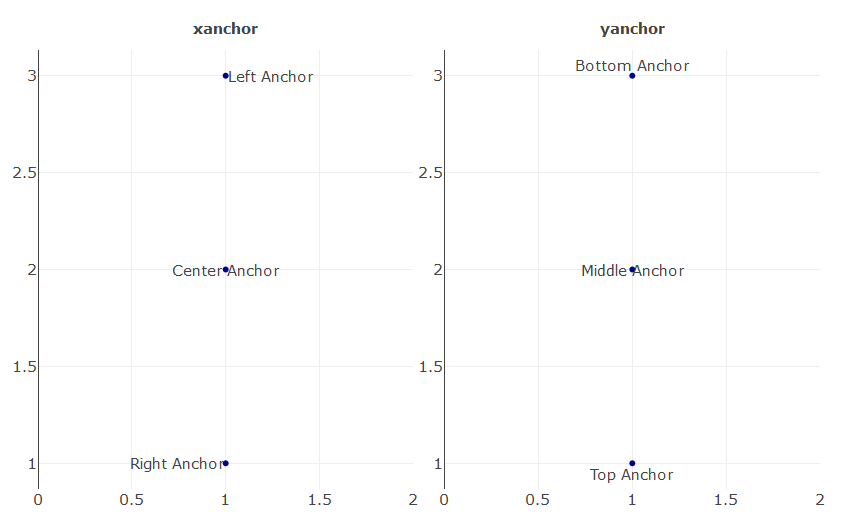 xanchor
3
Left Anchor
2.5
2
Center Anchor
1.5
1
Right Anchor
0 0.5 1 1.5 2
yanchor
Bottom Anchor
3
2.5
2
Middle Anchor
1.5
1
Top Anchor
0 0.5 1 1.5 2